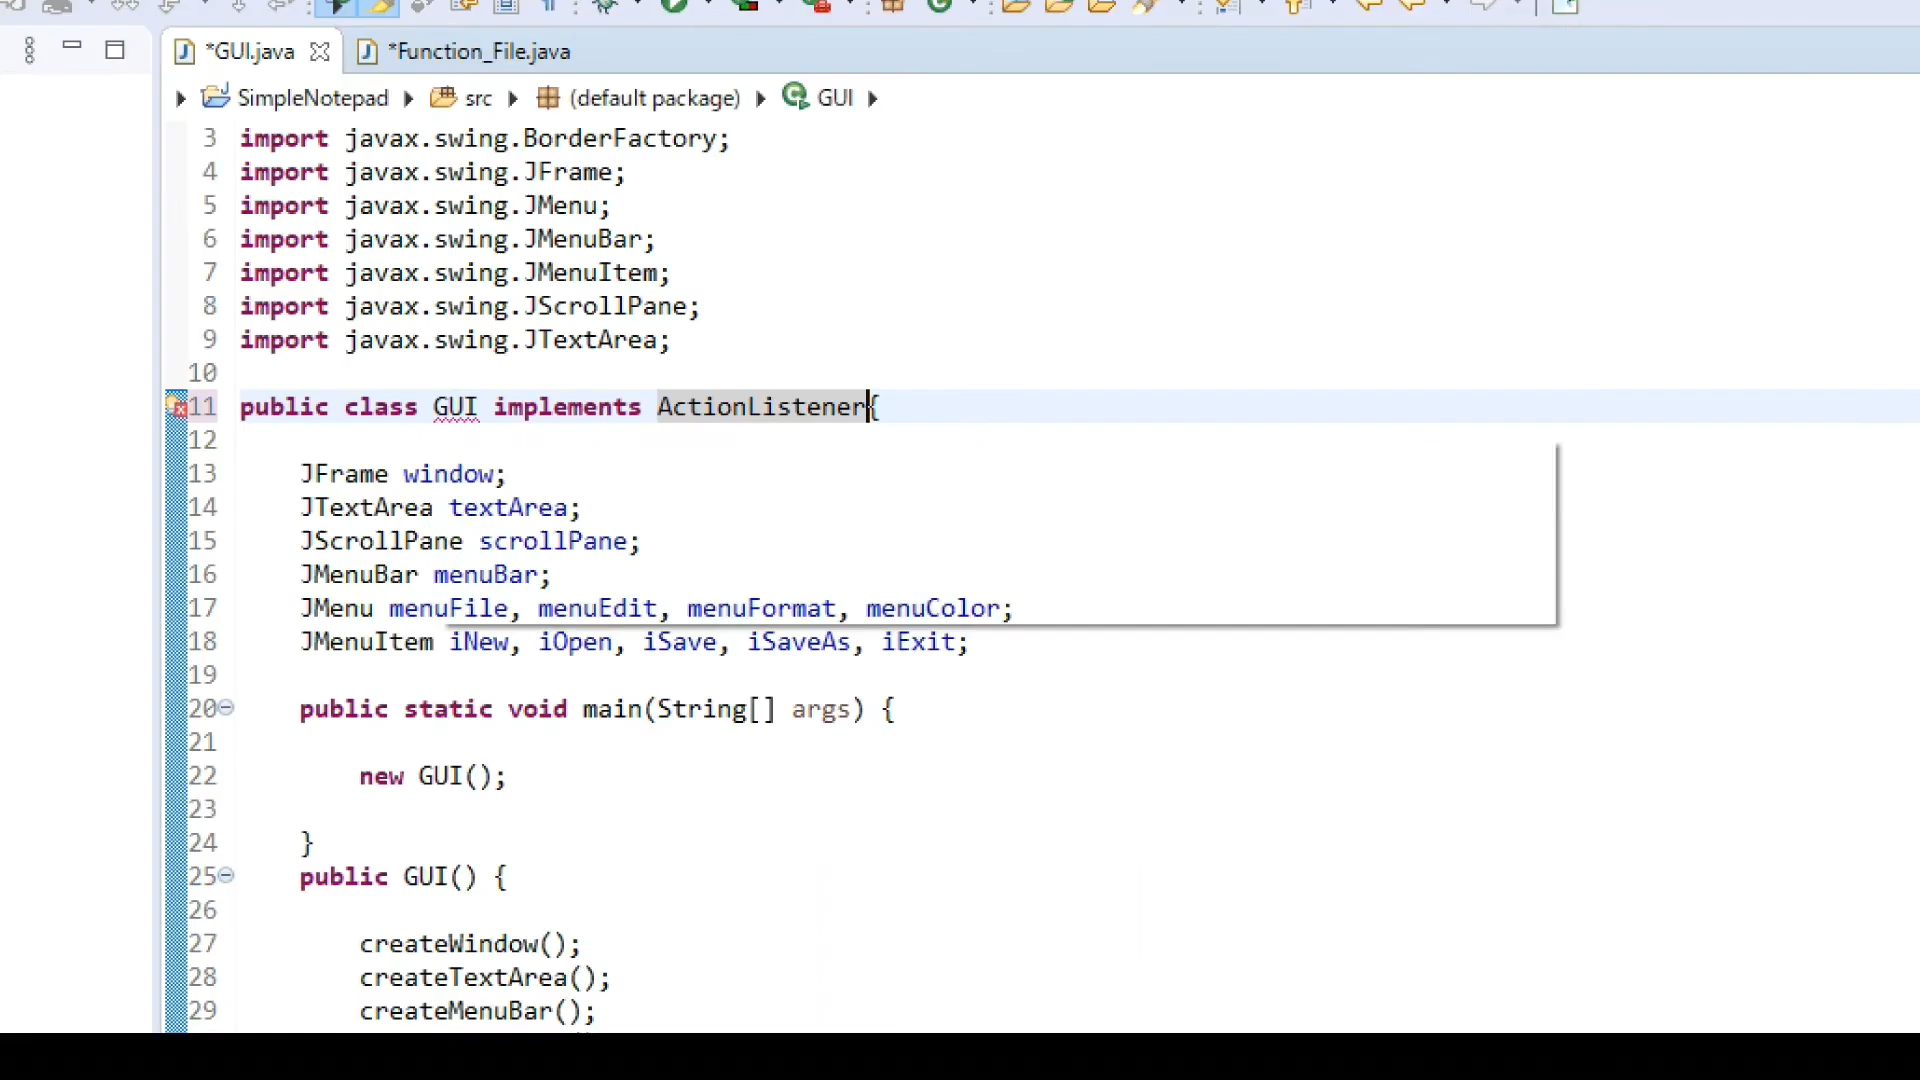 *GUI.java
*Function_File.java
SimpleNotepad
src
(default package)
GUI
3 import javax.swing.BorderFactory;
4 import javax.swing.JFrame;
5 import javax.swing.JMenu;
6 import javax.swing.JMenuBar;
7 import javax.swing.JMenuItem;
8 import javax.swing.JScrollPane;
9 import javax.swing.JTextArea;
10
11 public class GUI implements ActionListener{
12
13 JFrame window;
14 JTextArea textArea;
15 JScrollPane scrollPane;
16 JMenuBar menuBar;
17 JMenu menuFile, menuEdit, menuFormat, menuColor;
18 JMenuItem iNew, iOpen, iSave, iSaveAs, iExit;
19
20 public static void main(String[] args) {
21
22 new GUI();
23
24 }
25 public GUI() {
26
27 createWindow();
28 createTextArea();
29 createMenuBar();